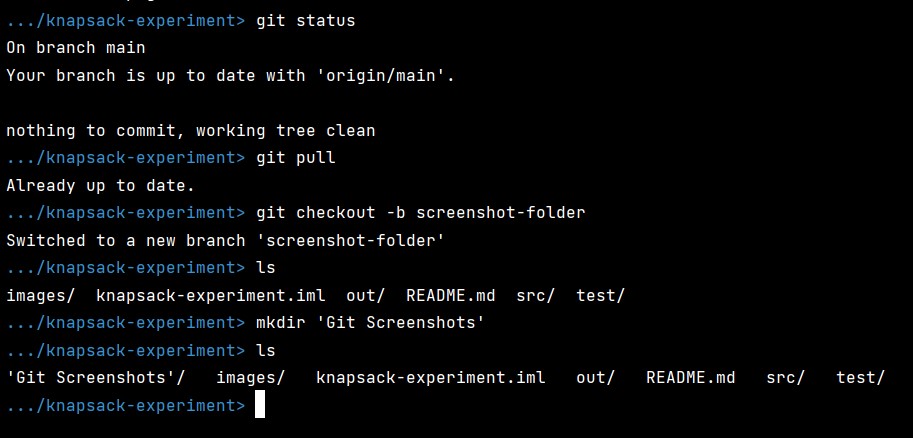 .../knapsack-experiment> git status
On branch main
Your branch is up to date with 'origin/main'.
nothing to commit, working tree clean
.../knapsack-experiment> git pull
Already up to date.
.../knapsack-experiment> git checkout -b screenshot-folder
Switched to a new branch 'screenshot-folder'
.../knapsack-experiment> ls
images/  knapsack-experiment.iml  out/  README.md  src/  test/
.../knapsack-experiment> mkdir 'Git Screenshots'
.../knapsack-experiment> ls
'Git Screenshots'/   images/   knapsack-experiment.iml   out/   README.md   src/   test/
.../knapsack-experiment>